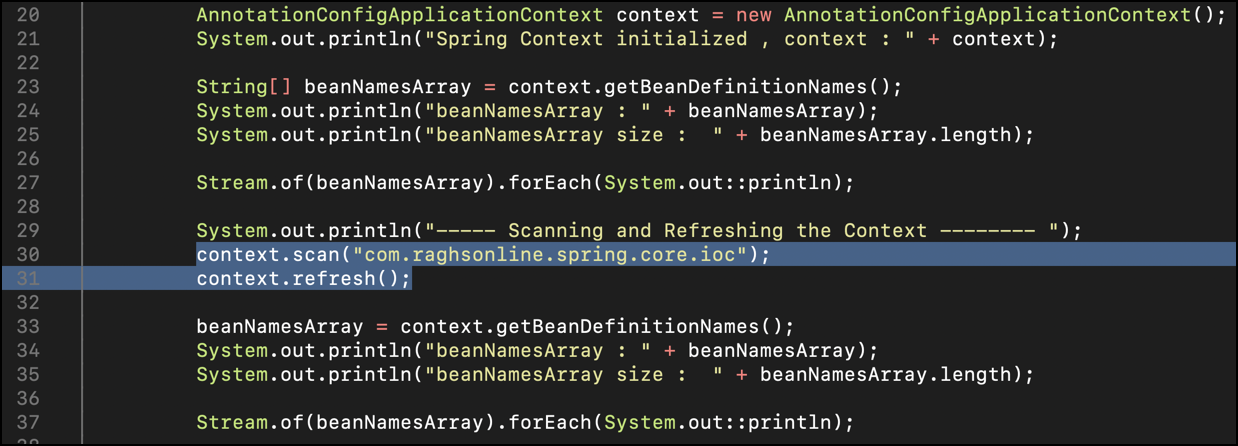 20 AnnotationConfigApplicationContext context = new AnnotationConfigApplicationContext();
21 System.out.println("Spring Context initialized , context : " + context);
22
23 String[] beanNamesArray = context.getBeanDefinitionNames();
24 System.out.println("beanNamesArray : " + beanNamesArray);
25 System.out.println("beanNamesArray size :  " + beanNamesArray.length);
26
27 Stream.of(beanNamesArray).forEach(System.out::println);
28
29 System.out.println("----- Scanning and Refreshing the Context -------- ");
30 context.scan("com.raghsonline.spring.core.ioc");
31 context.refresh();
32
33 beanNamesArray = context.getBeanDefinitionNames();
34 System.out.println("beanNamesArray : " + beanNamesArray);
35 System.out.println("beanNamesArray size :  " + beanNamesArray.length);
36
37 Stream.of(beanNamesArray).forEach(System.out::println);